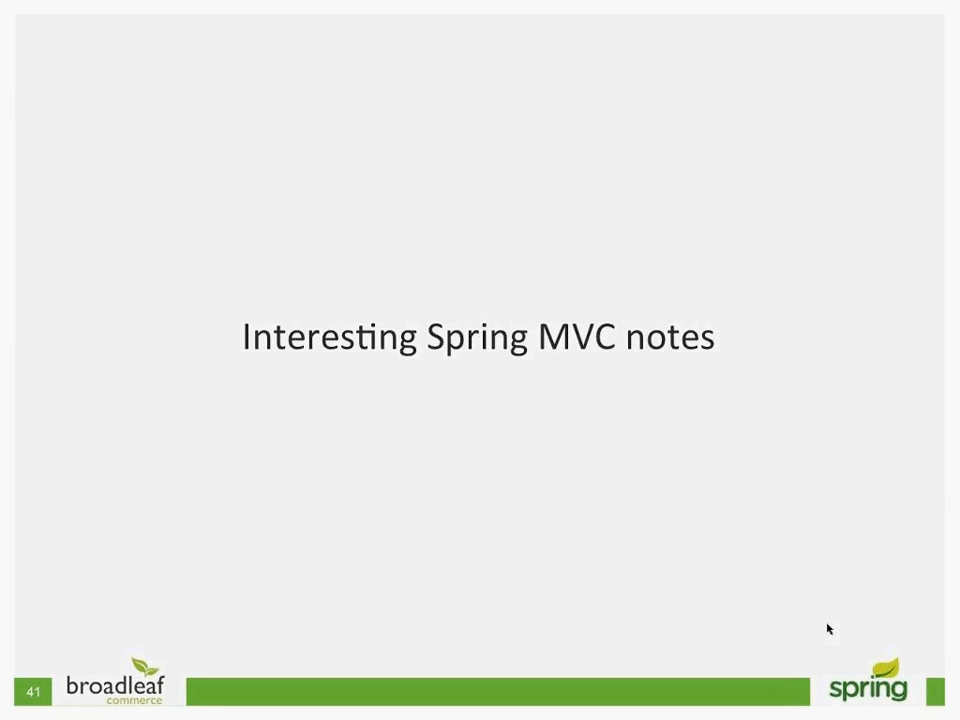 Interesting Spring MVC notes
41
broadleaf
commerce
spring